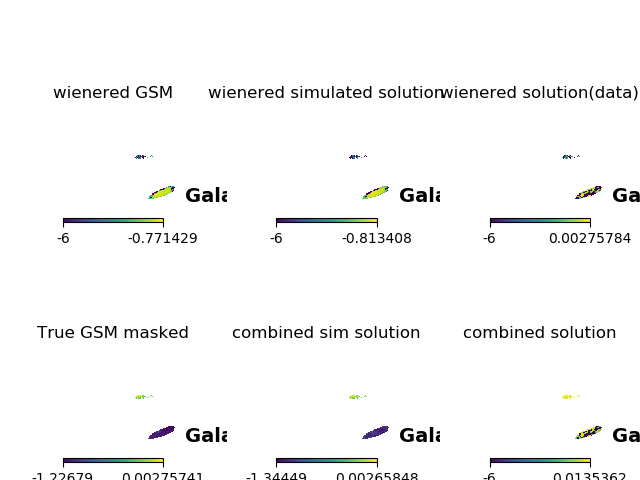 wienered GSM
wienered simulated solution
wienered solution(data)
Gala
Gala
Ga
-6 -0.771429
-6 -0.813408
-6 0.00275784
True GSM masked
combined sim solution
combined solution
Gala
Gala
Ga
-1.22679 0.00275741
-1.34449 0.00265848
-6 0.0135362